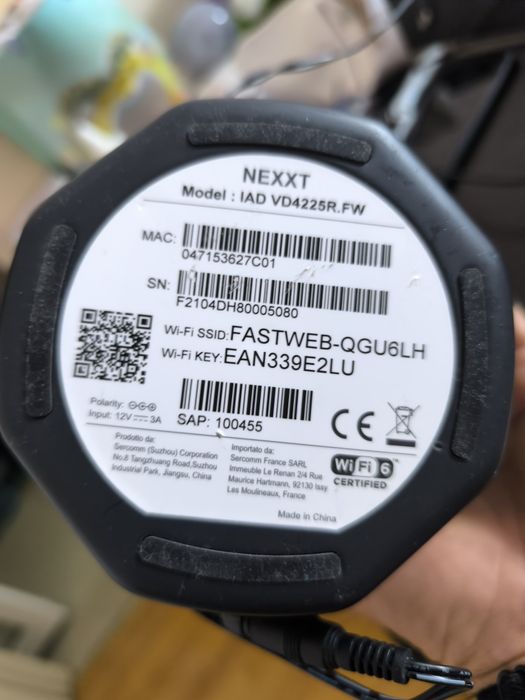 NEXXT
Model : IAD VD4225R.FW
MAC:
047153627C01
SN:
F2104DH80005080
Wi-Fi SSID:FASTWEB-QGU6LH
Wi-Fi KEY:EAN339E2LU
Polarity:
Input: 12V 3A
SAP: 100455
CE
Prodotto da:
Sercomm (Suzhou) Corporation
No.8 Tangzhuang Road,Suzhou
Industrial Park, Jiangsu, China
Importato da:
Sercomm France SARL
Immeuble Le Renan 2/4 Rue
Maurice Hartmann, 92130 Issy
Les Moulineaux, France
Wi Fi 6™
CERTIFIED
Made in China